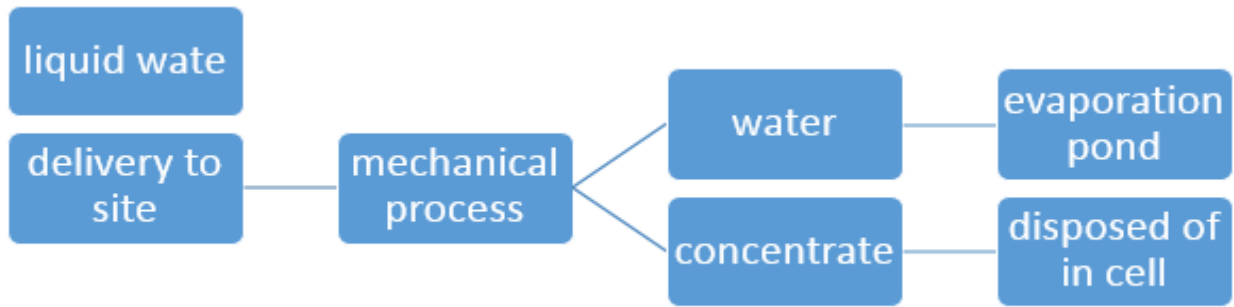 liquid wate
delivery to
site
mechanical
process
water
concentrate
evaporation
pond
disposed of
in cell